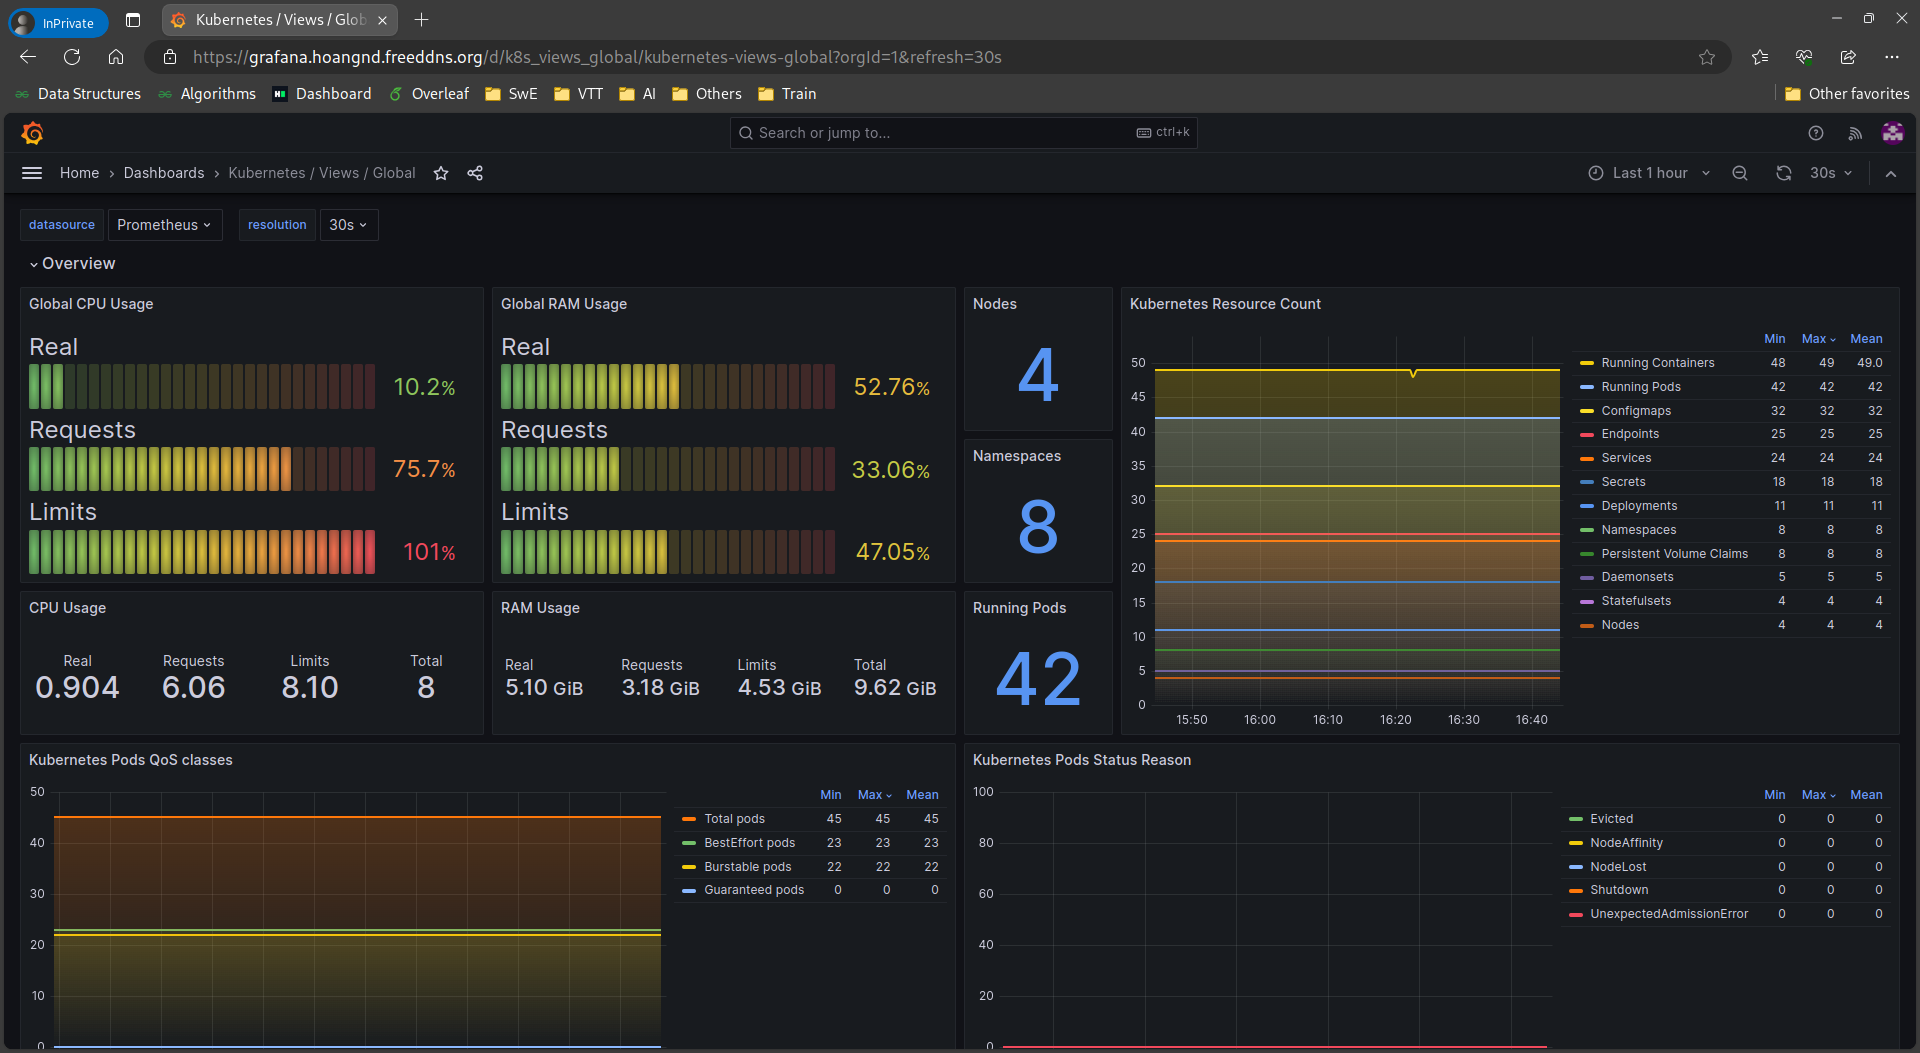 InPrivate
Kubernetes / Views / Glob
https://grafana.hoangnd.freeddns.org/d/k8s_views_global/kubernetes-views-global?orgId=1&refresh=30s
Data Structures Algorithms Dashboard Overleaf SwE VTT AI Others Train Other favorites
Search or jump to... ctrl+k
Home › Dashboards › Kubernetes / Views / Global Last 1 hour 30s
datasource Prometheus resolution 30s
Overview
Global CPU Usage
Real
10.2%
Requests
75.7%
Limits
101%
Global RAM Usage
Real
52.76%
Requests
33.06%
Limits
47.05%
Nodes
4
Namespaces
8
Kubernetes Resource Count
50
45
40
35
30
25
20
15
10
5
0
15:50 16:00 16:10 16:20 16:30 16:40
Min Max Mean
Running Containers 48 49 49.0
Running Pods 42 42 42
Configmaps 32 32 32
Endpoints 25 25 25
Services 24 24 24
Secrets 18 18 18
Deployments 11 11 11
Namespaces 8 8 8
Persistent Volume Claims 8 8 8
Daemonsets 5 5 5
Statefulsets 4 4 4
Nodes 4 4 4
CPU Usage
Real Requests Limits Total
0.904 6.06 8.10 8
RAM Usage
Real Requests Limits Total
5.10 GiB 3.18 GiB 4.53 GiB 9.62 GiB
Running Pods
42
Kubernetes Pods QoS classes
50
40
30
20
10
0
Min Max Mean
Total pods 45 45 45
BestEffort pods 23 23 23
Burstable pods 22 22 22
Guaranteed pods 0 0 0
Kubernetes Pods Status Reason
100
80
60
40
20
0
Min Max Mean
Evicted 0 0 0
NodeAffinity 0 0 0
NodeLost 0 0 0
Shutdown 0 0 0
UnexpectedAdmissionError 0 0 0